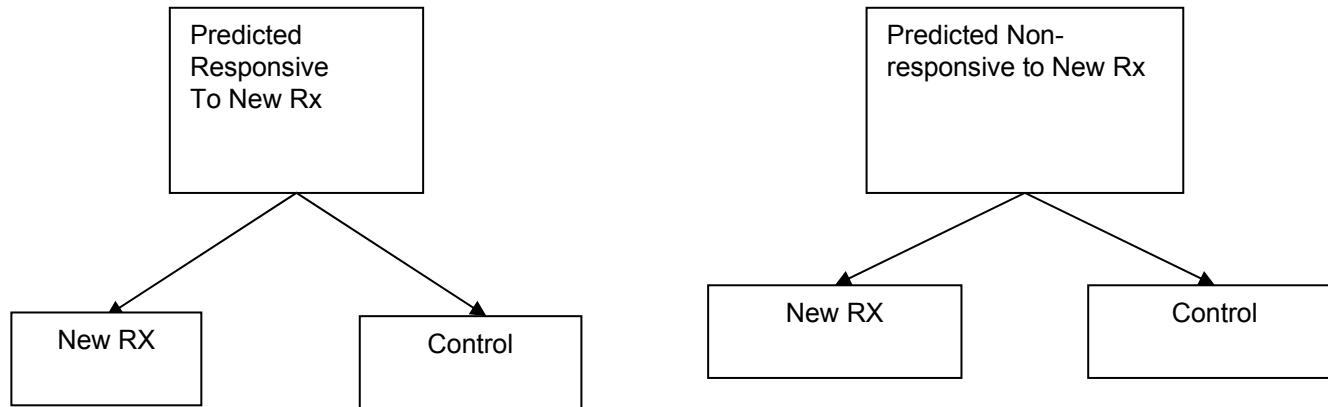 Predicted
Responsive
To New Rx
Predicted Non-
responsive to New Rx
New RX
Control
New RX
Control